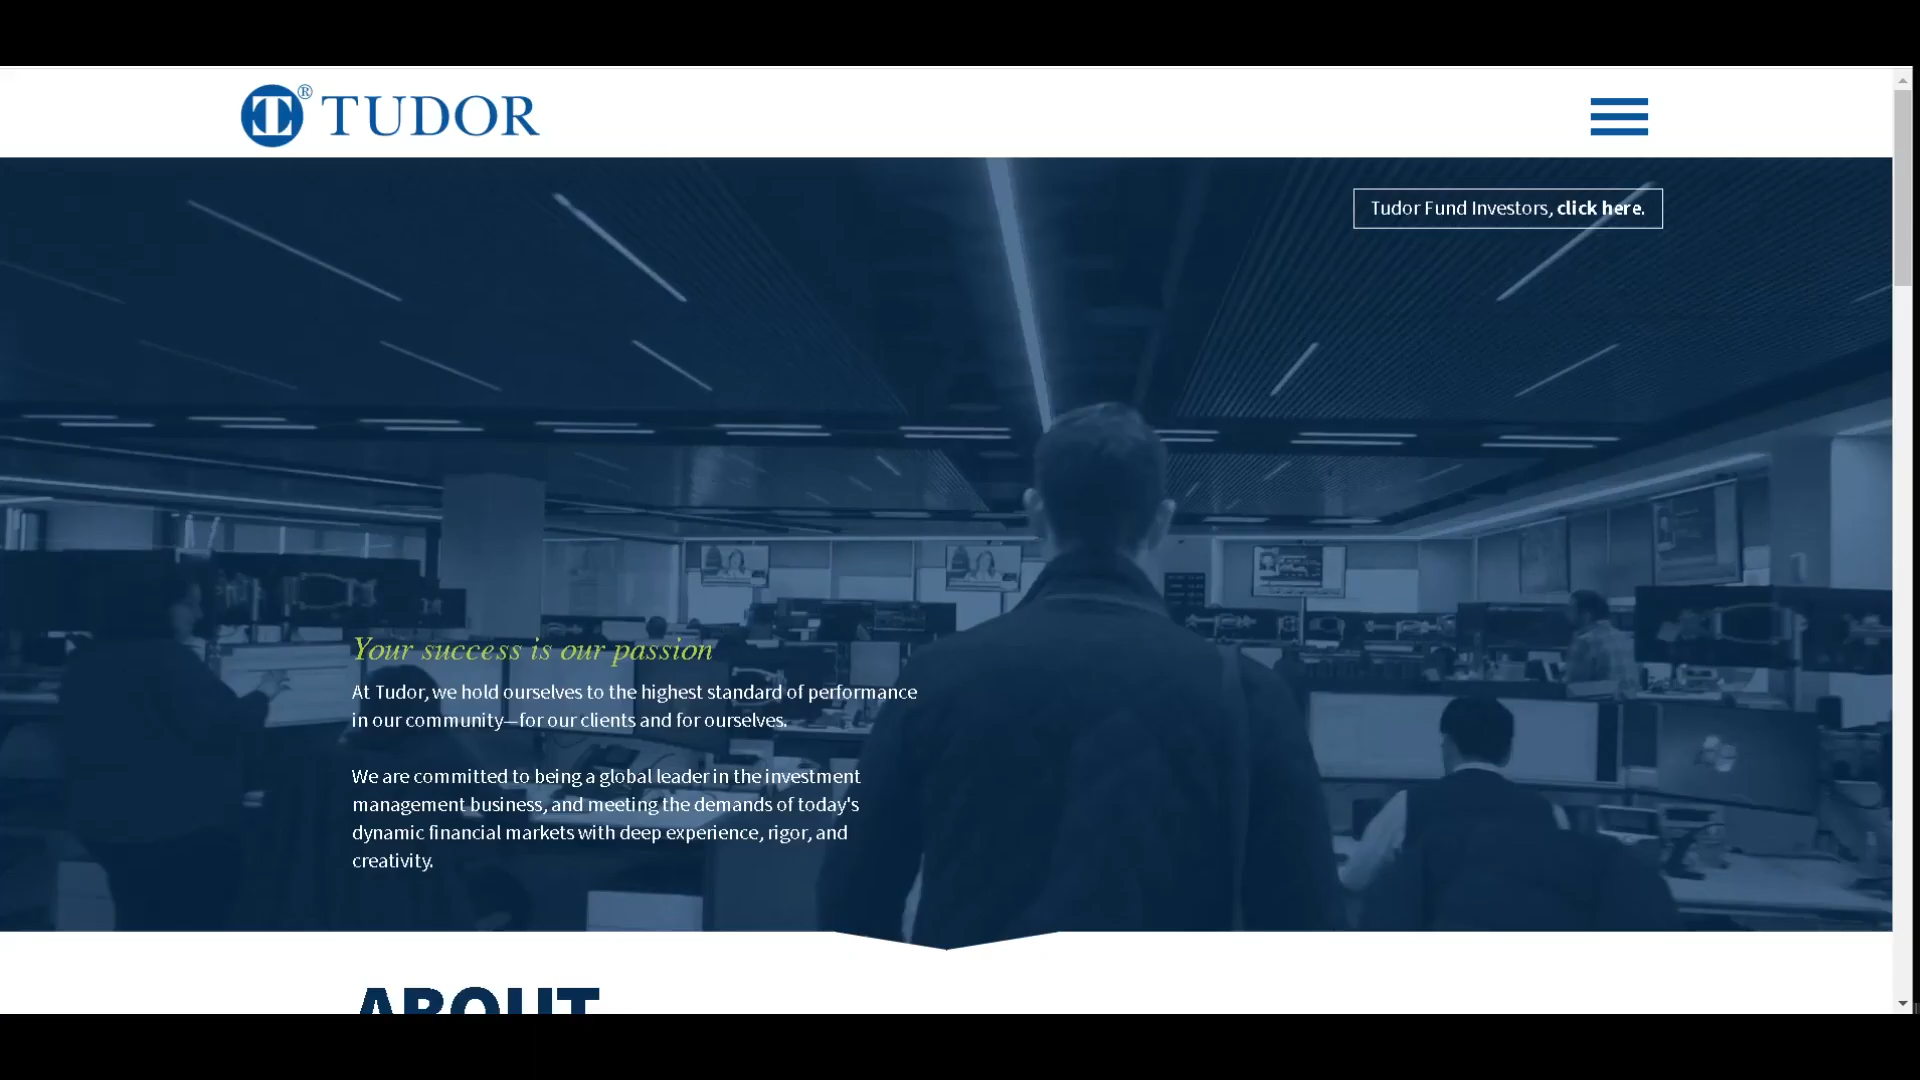 T® TUDOR
Tudor Fund Investors, click here.
Your success is our passion
At Tudor, we hold ourselves to the highest standard of performance
in our community—for our clients and for ourselves.
We are committed to being a global leader in the investment
management business, and meeting the demands of today's
dynamic financial markets with deep experience, rigor, and
creativity.
ABOUT